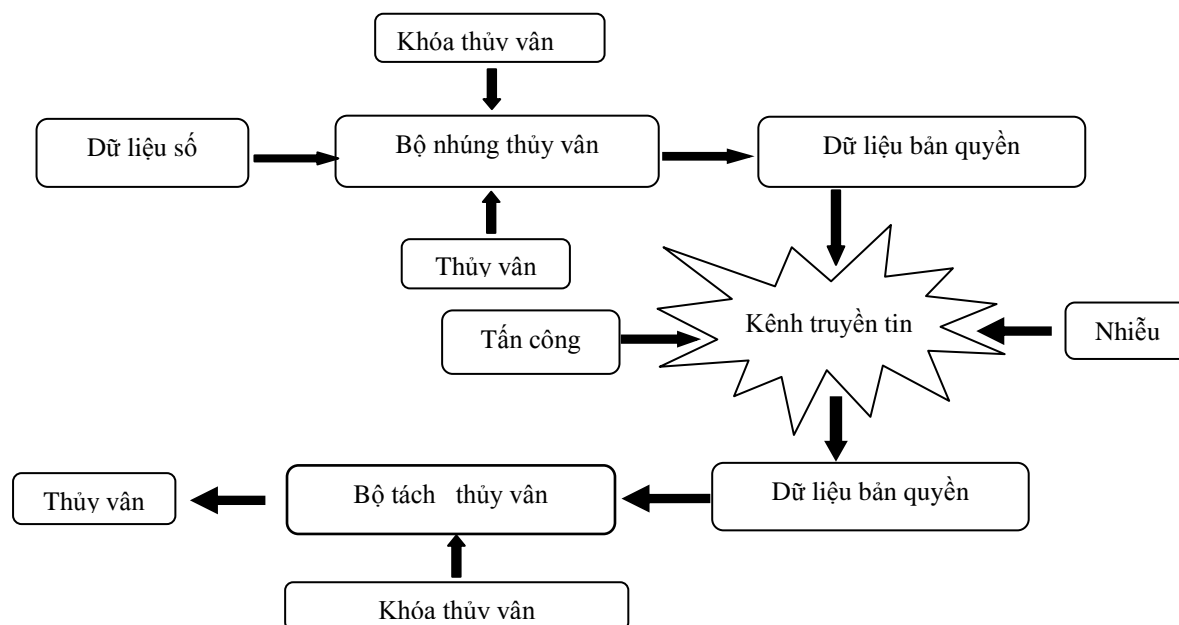 Khóa thủy vân
Dữ liệu số
Bộ nhúng thủy vân
Dữ liệu bản quyền
Thủy vân
Kênh truyền tin
Tấn công
Nhiễu
Dữ liệu bản quyền
Bộ tách thủy vân
Thủy vân
Khóa thủy vân